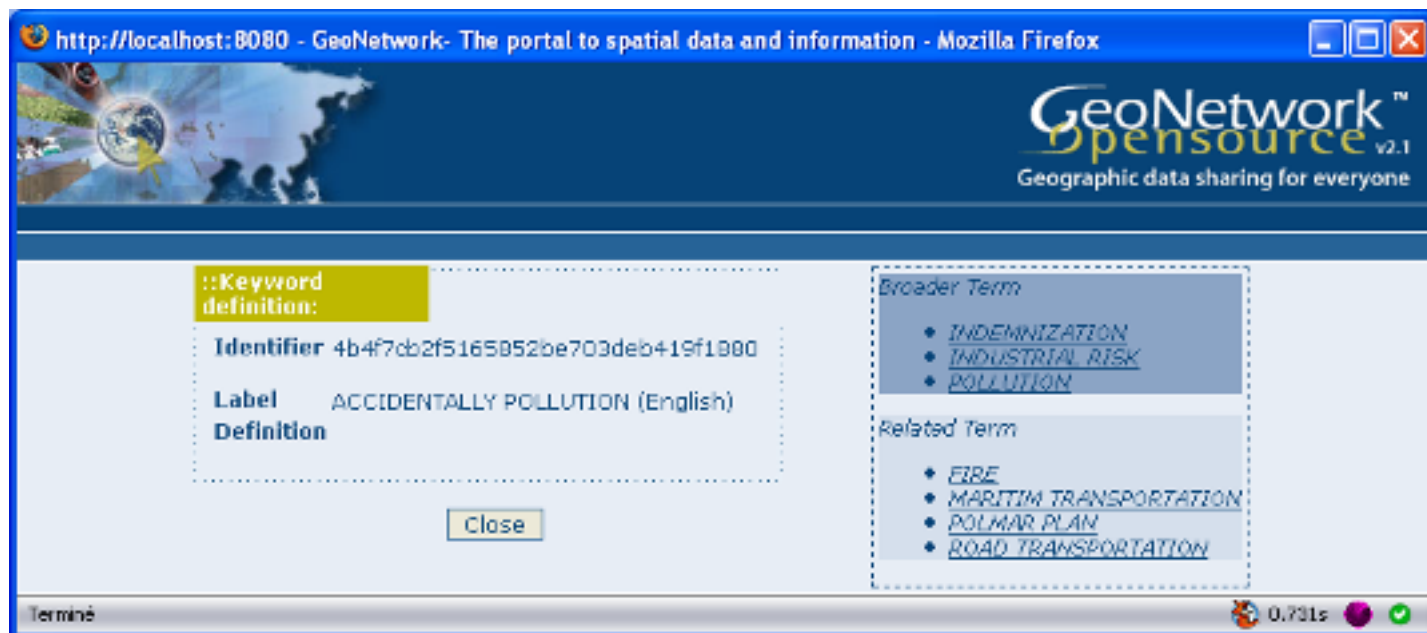 http://localhost:8080 - GeoNetwork- The portal to spatial data and information - Mozilla Firefox
GeoNetwork™
Opensource v2.1
Geographic data sharing for everyone
::Keyword
definition:
Identifier 4b4f7cb2f5165852be703deb419f1880
Label ACCIDENTALLY POLLUTION (English)
Definition
Close
Broader Term
• INDEMNIZATION
• INDUSTRIAL RISK
• POLLUTION
Related Term
• FIRE
• MARITIM TRANSPORTATION
• POLMAR PLAN
• ROAD TRANSPORTATION
Terminé
0.731s